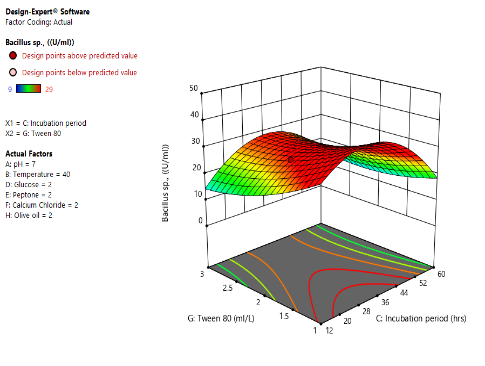 Design-Expert® Software
Factor Coding: Actual
Bacillus sp., ((U/ml))
Design points above predicted value
Design points below predicted value
9 29
X1 = C: Incubation period
X2 = G: Tween 80
Actual Factors
A: pH = 7
B: Temperature = 40
D: Glucose = 2
E: Peptone = 2
F: Calcium Chloride = 2
H: Olive oil = 2
Bacillus sp., ((U/ml))
50
40
30
20
10
0
3
2.5
2
1.5
1
12
20
28
36
44
52
60
G: Tween 80 (ml/L)
C: Incubation period (hrs)